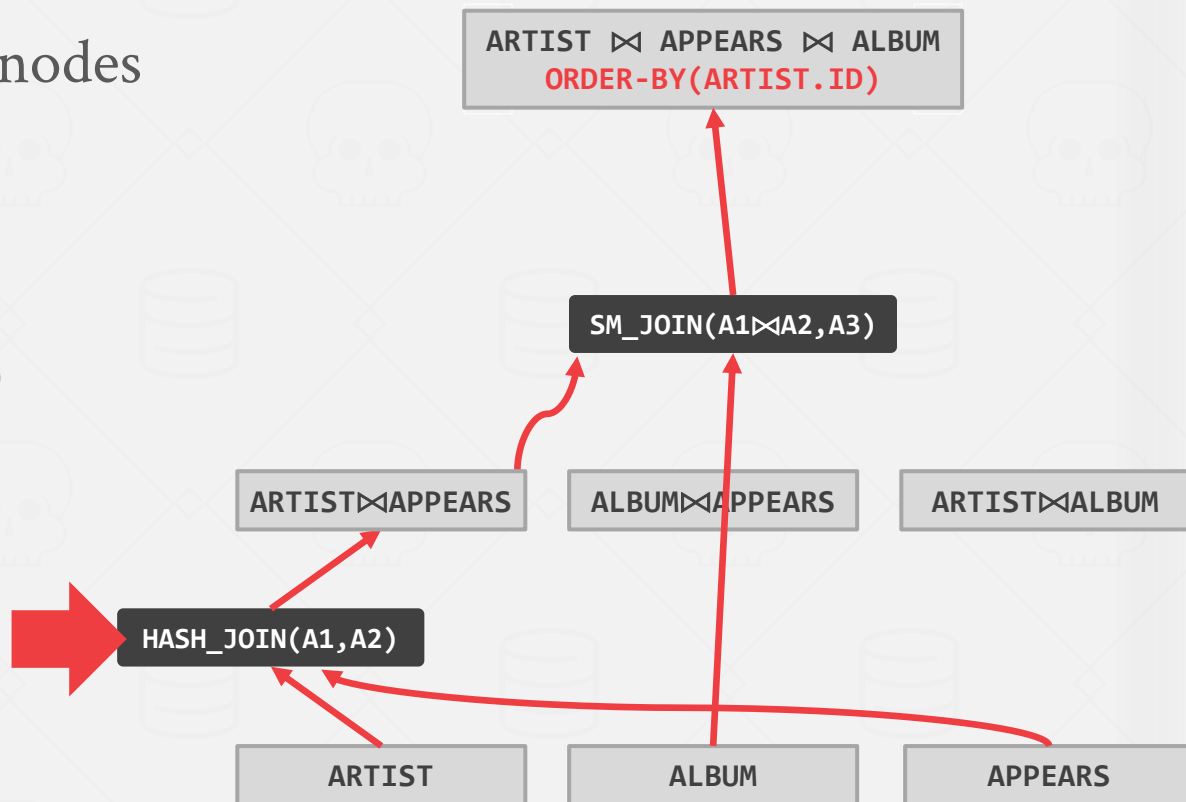 nodes
ARTIST ⋈ APPEARS ⋈ ALBUM
ORDER-BY(ARTIST.ID)
SM_JOIN(A1⋈A2,A3)
ARTIST⋈APPEARS
ALBUM⋈APPEARS
ARTIST⋈ALBUM
HASH_JOIN(A1,A2)
ARTIST
ALBUM
APPEARS